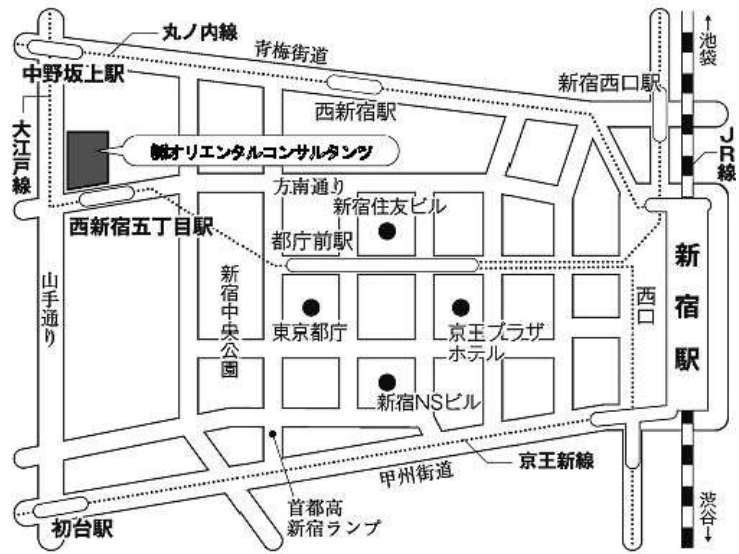 丸ノ内線
青梅街道
←池袋
中野坂上駅
新宿西口駅
西新宿駅
大江戸線
JR線
㈱オリエンタルコンサルタンツ
方南通り
西新宿五丁目駅
新宿住友ビル
都庁前駅
新宿駅
山手通り
新宿中央公園
西口
東京都庁
京王プラザ
ホテル
新宿NSビル
京王新線
甲州街道
首都高
新宿ランプ
初台駅
渋谷→